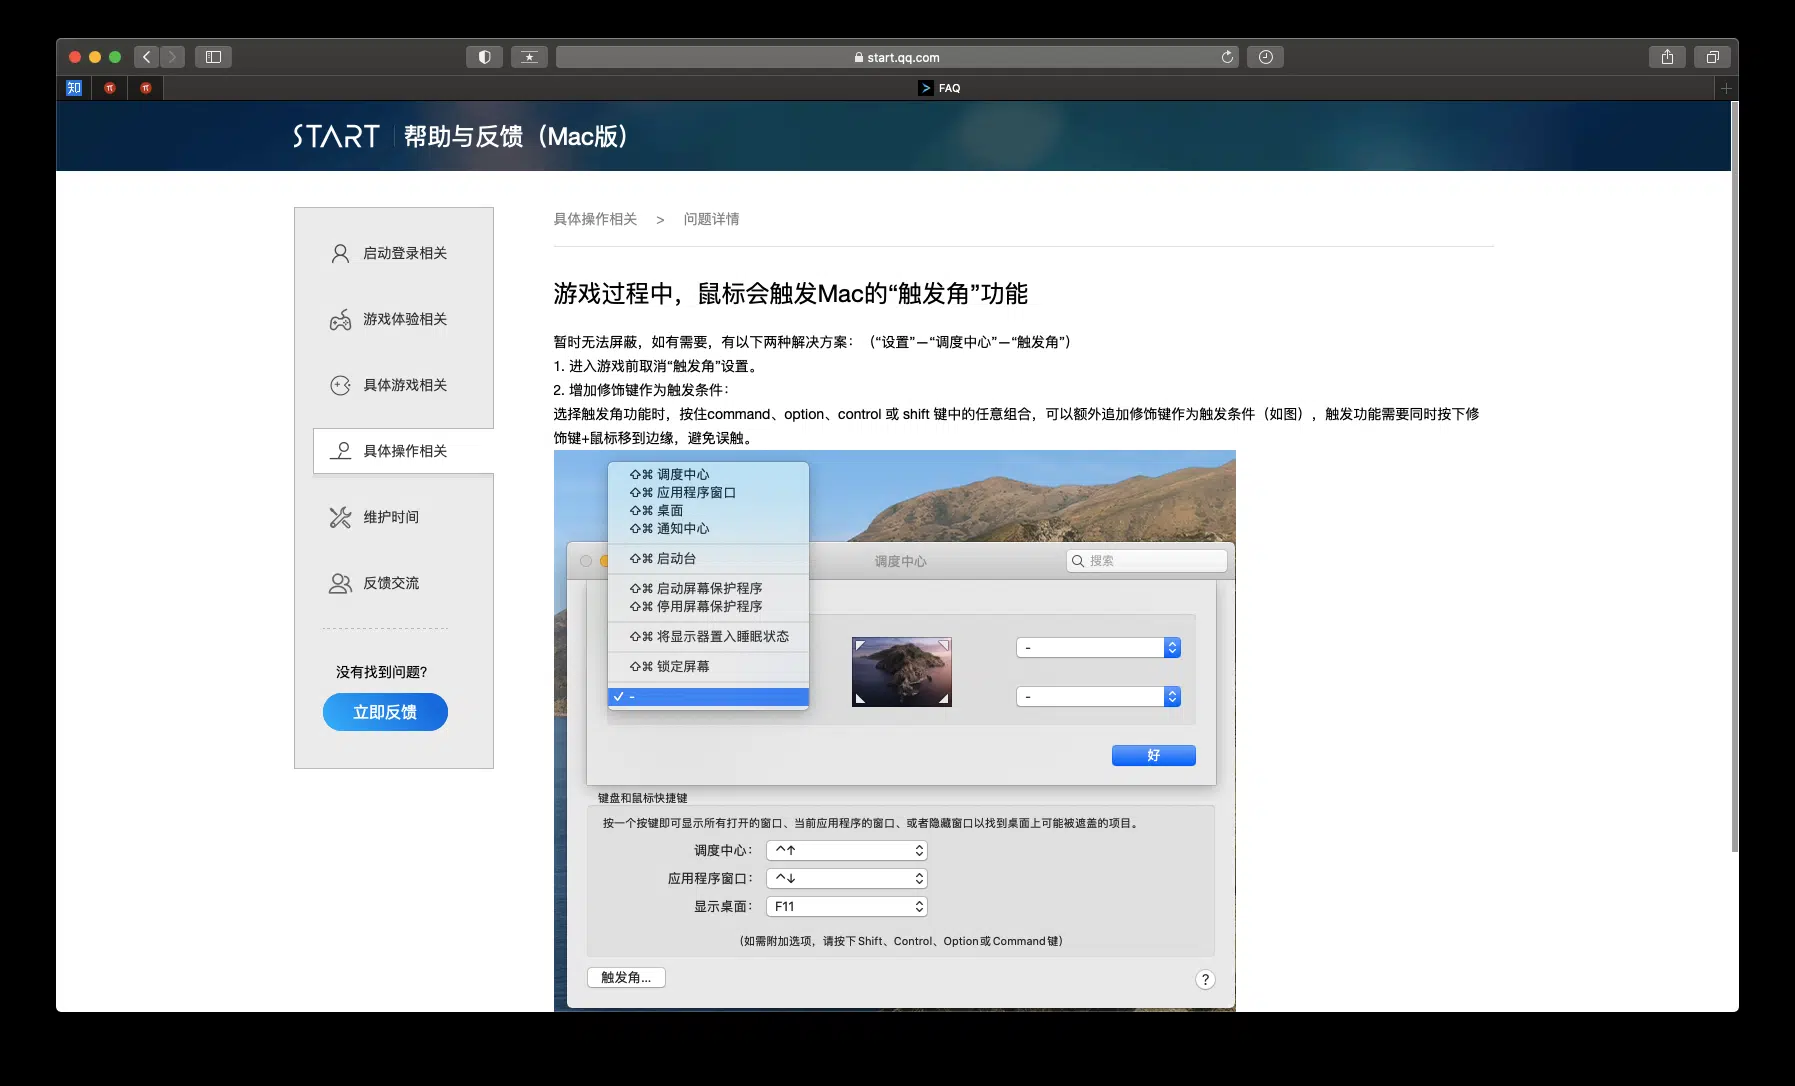 start.qq.com
知
FAQ
START 帮助与反馈（Mac版）
启动登录相关
游戏体验相关
具体游戏相关
具体操作相关
维护时间
反馈交流
没有找到问题?
立即反馈
具体操作相关 > 问题详情
游戏过程中，鼠标会触发Mac的“触发角”功能
暂时无法屏蔽，如有需要，有以下两种解决方案：（“设置”—“调度中心”—“触发角”）
1. 进入游戏前取消“触发角”设置。
2. 增加修饰键作为触发条件：
选择触发角功能时，按住command、option、control 或 shift 键中的任意组合，可以额外追加修饰键作为触发条件（如图），触发功能需要同时按下修
饰键+鼠标移到边缘，避免误触。
⇧⌘ 调度中心
⇧⌘ 应用程序窗口
⇧⌘ 桌面
⇧⌘ 通知中心
⇧⌘ 启动台
⇧⌘ 启动屏幕保护程序
⇧⌘ 停用屏幕保护程序
⇧⌘ 将显示器置入睡眠状态
⇧⌘ 锁定屏幕
✓ -
调度中心
搜索
-
-
好
键盘和鼠标快捷键
按一个按键即可显示所有打开的窗口、当前应用程序的窗口、或者隐藏窗口以找到桌面上可能被遮盖的项目。
调度中心： ^↑
应用程序窗口： ^↓
显示桌面： F11
（如需附加选项，请按下 Shift、Control、Option 或 Command 键）
触发角...
?